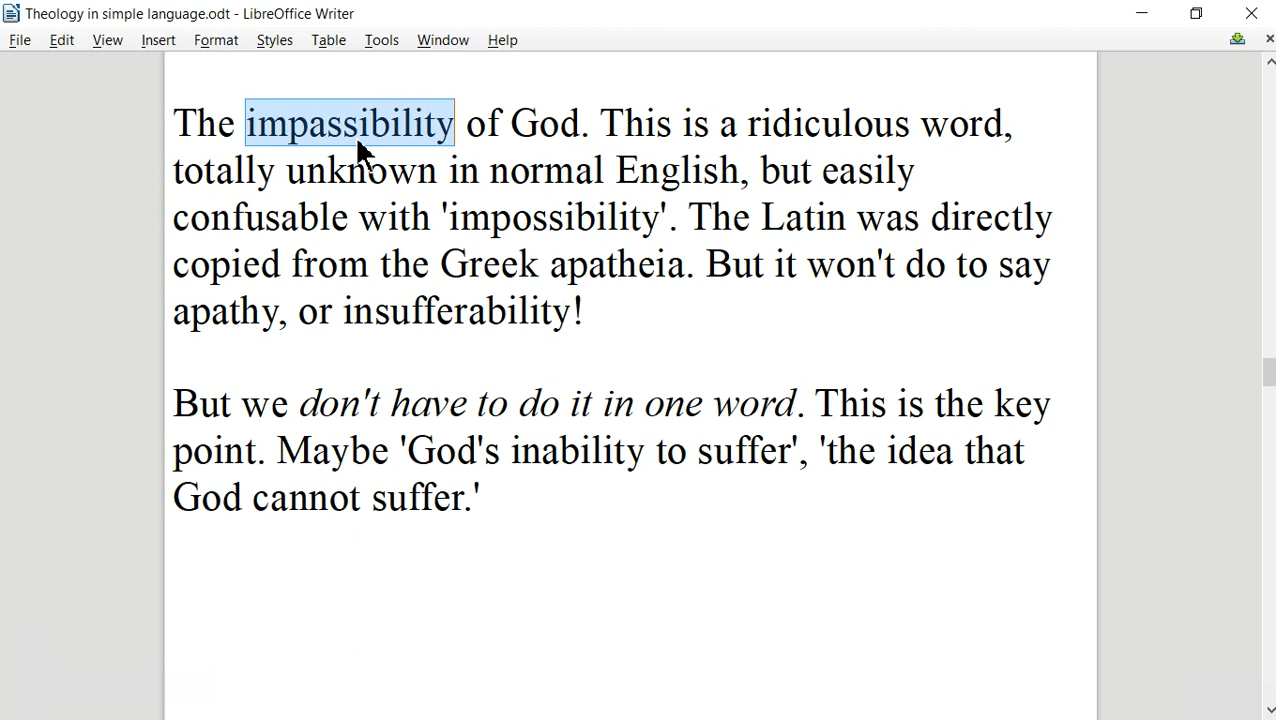 Theology in simple language.odt - LibreOffice Writer
File Edit View Insert Format Styles Table Tools Window Help
The impassibility of God. This is a ridiculous word,
totally unknown in normal English, but easily
confusable with 'impossibility'. The Latin was directly
copied from the Greek apatheia. But it won't do to say
apathy, or insufferability!
But we don't have to do it in one word. This is the key
point. Maybe 'God's inability to suffer', 'the idea that
God cannot suffer.'